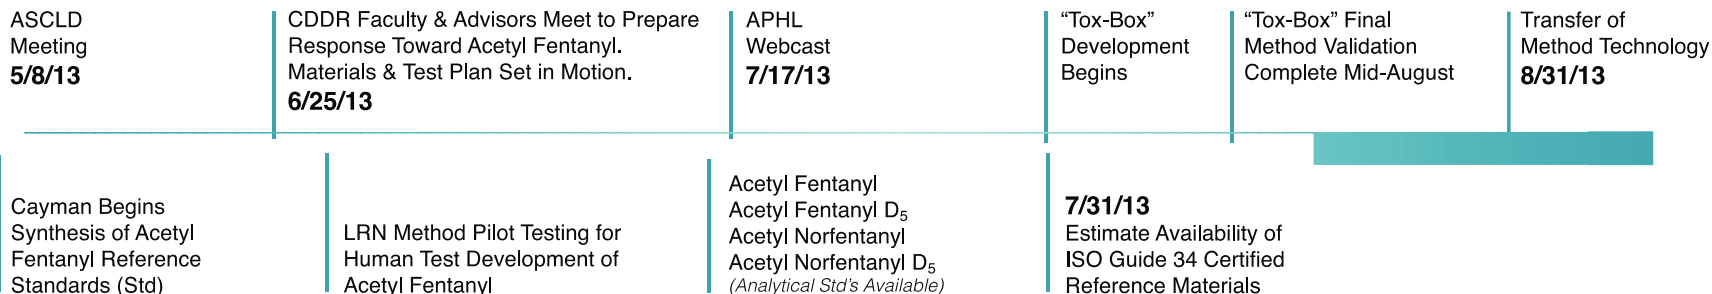 ASCLD
Meeting
5/8/13
CDDR Faculty & Advisors Meet to Prepare
Response Toward Acetyl Fentanyl.
Materials & Test Plan Set in Motion.
6/25/13
APHL
Webcast
7/17/13
“Tox-Box”
Development
Begins
“Tox-Box” Final
Method Validation
Complete Mid-August
Transfer of
Method Technology
8/31/13
Cayman Begins
Synthesis of Acetyl
Fentanyl Reference
Standards (Std)
LRN Method Pilot Testing for
Human Test Development of
Acetyl Fentanyl
Acetyl Fentanyl
Acetyl Fentanyl D₅
Acetyl Norfentanyl
Acetyl Norfentanyl D₅
(Analytical Std’s Available)
7/31/13
Estimate Availability of
ISO Guide 34 Certified
Reference Materials